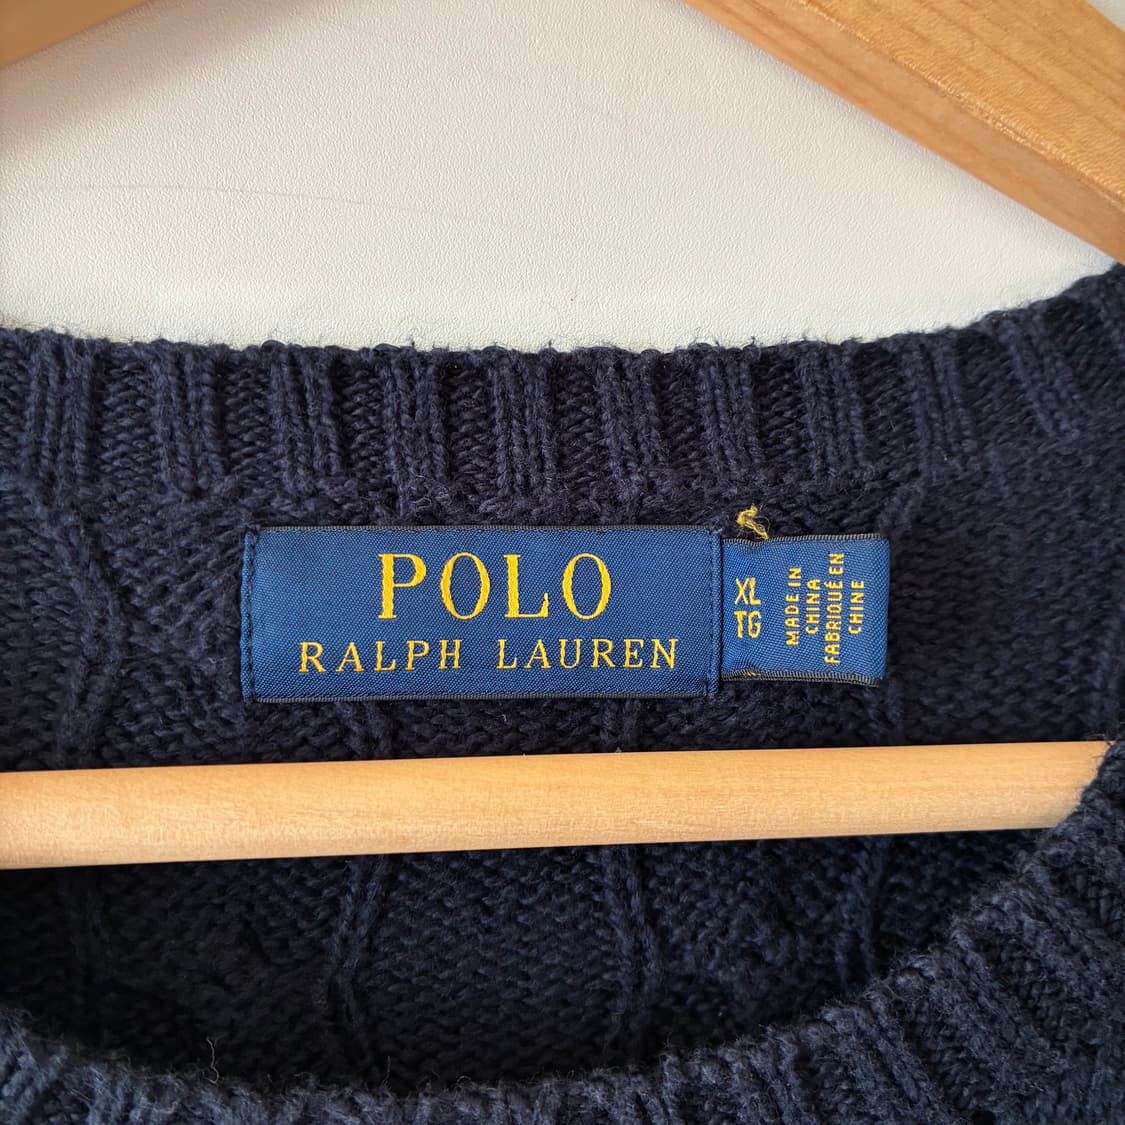 POLO
RALPH LAUREN
XL
TG
MADE IN
CHINA
FABRIQUÉ EN
CHINE